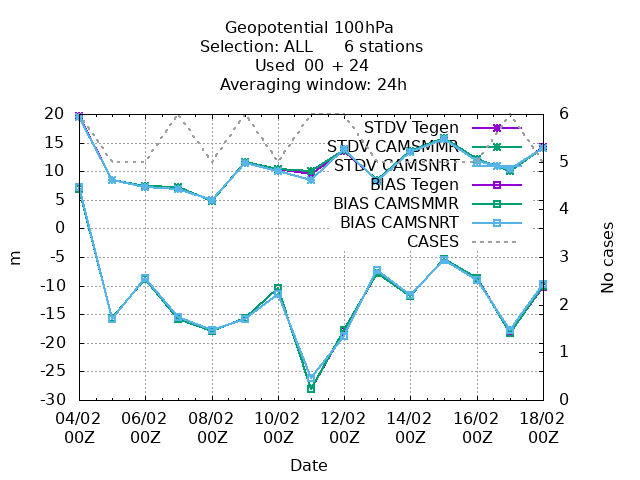 Geopotential 100hPa
Selection: ALL 6 stations
Used 00 + 24
Averaging window: 24h
STDV Tegen
STDV CAMSMMR
STDV CAMSNRT
BIAS Tegen
BIAS CAMSMMR
BIAS CAMSNRT
CASES
20
15
10
5
0
-5
-10
-15
-20
-25
-30
m
6
5
4
3
2
1
0
No cases
04/02 06/02 08/02 10/02 12/02 14/02 16/02 18/02
00Z 00Z 00Z 00Z 00Z 00Z 00Z 00Z
Date